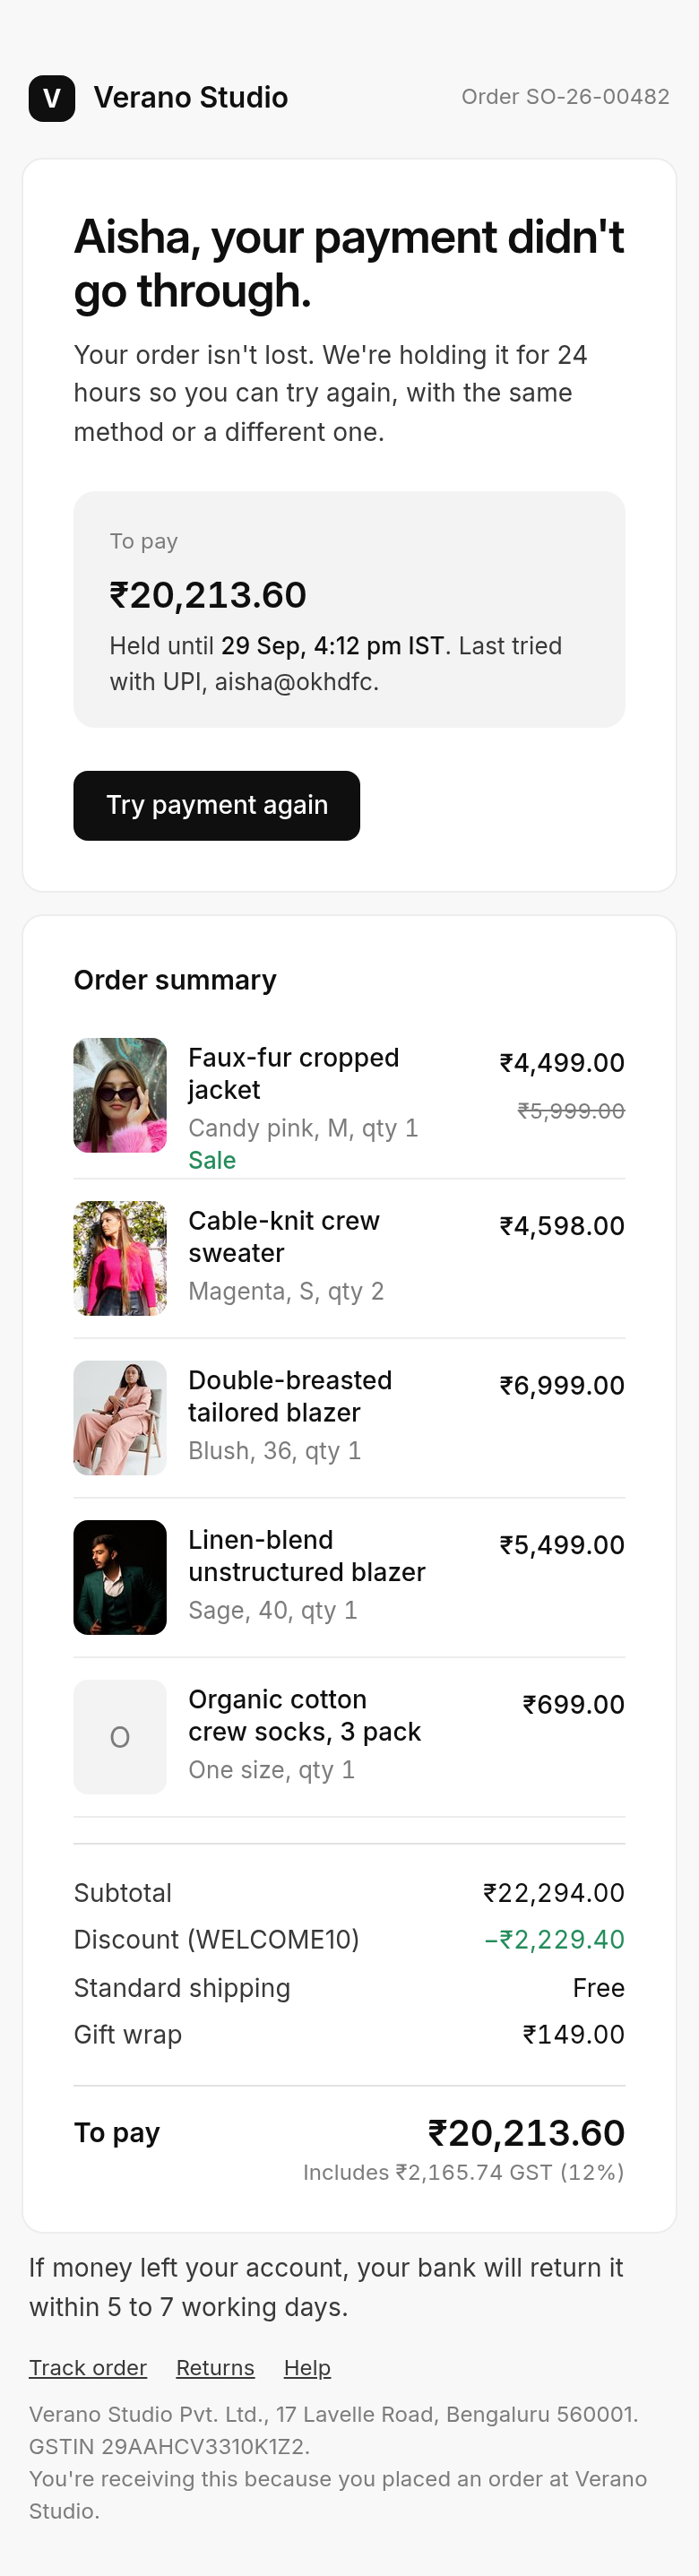 V Verano Studio
Order SO-26-00482
Aisha, your payment didn't
go through.
Your order isn't lost. We're holding it for 24
hours so you can try again, with the same
method or a different one.
To pay
₹20,213.60
Held until 29 Sep, 4:12 pm IST. Last tried
with UPI, aisha@okhdfc.
Try payment again
Order summary
Faux-fur cropped
jacket
₹4,499.00
₹5,999.00
Candy pink, M, qty 1
Sale
Cable-knit crew
sweater
₹4,598.00
Magenta, S, qty 2
Double-breasted
tailored blazer
₹6,999.00
Blush, 36, qty 1
Linen-blend
unstructured blazer
₹5,499.00
Sage, 40, qty 1
O
Organic cotton
crew socks, 3 pack
₹699.00
One size, qty 1
Subtotal ₹22,294.00
Discount (WELCOME10) −₹2,229.40
Standard shipping Free
Gift wrap ₹149.00
To pay ₹20,213.60
Includes ₹2,165.74 GST (12%)
If money left your account, your bank will return it
within 5 to 7 working days.
Track order Returns Help
Verano Studio Pvt. Ltd., 17 Lavelle Road, Bengaluru 560001.
GSTIN 29AAHCV3310K1Z2.
You're receiving this because you placed an order at Verano
Studio.